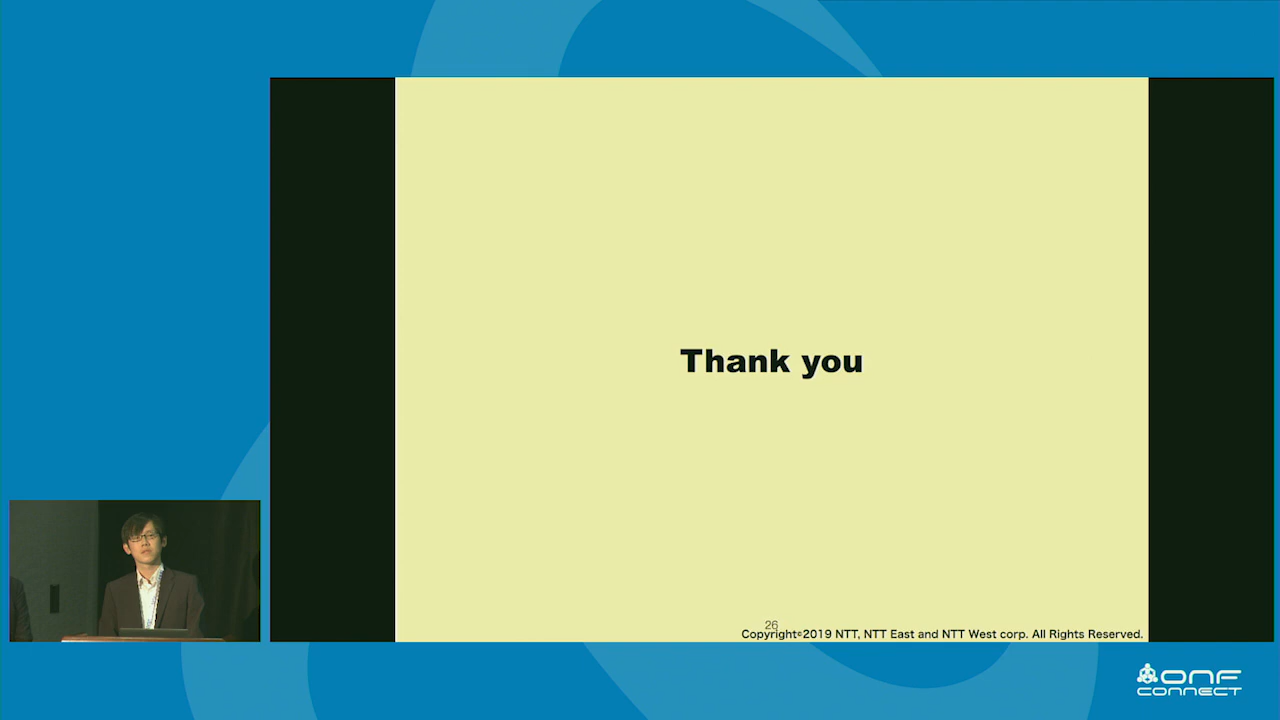 Thank you
26
Copyright©2019 NTT, NTT East and NTT West corp. All Rights Reserved.
ONF
CONNECT